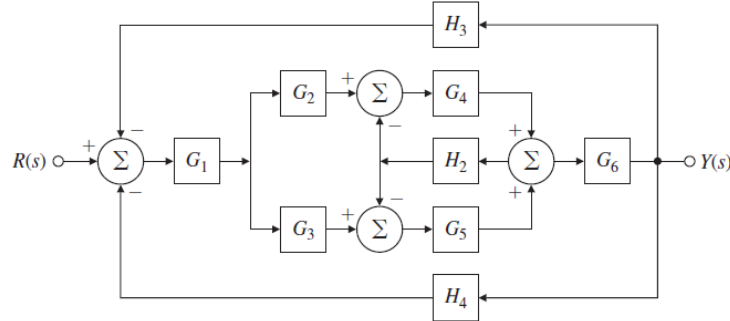 H₃
+ −
G₂ + Σ G₄
−
R(s) + Σ G₁ H₂ + Σ G₆ Y(s)
− − +
G₃ + Σ G₅
H₄